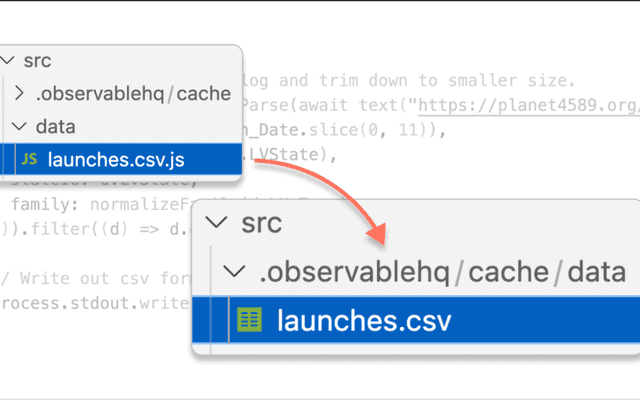 src
.observablehq/cache
data
JS launches.csv.js
log and trim down to smaller size.
Parse(await text("https://planet4589.org/
_Date.slice(0, 11)),
.LVState),
family:
)).filter((d) => d.
/ Write out csv for
rocess.stdout.write
src
.observablehq/cache/data
launches.csv